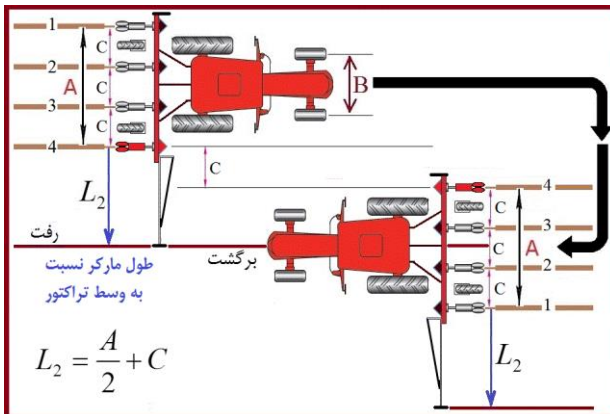 1
C
2
A
C
3
C
4
B
C
L₂
رفت
برگشت
طول مارکر نسبت
به وسط تراکتور
L₂ = A/2 + C
4
C
3
A
C
2
C
1
L₂